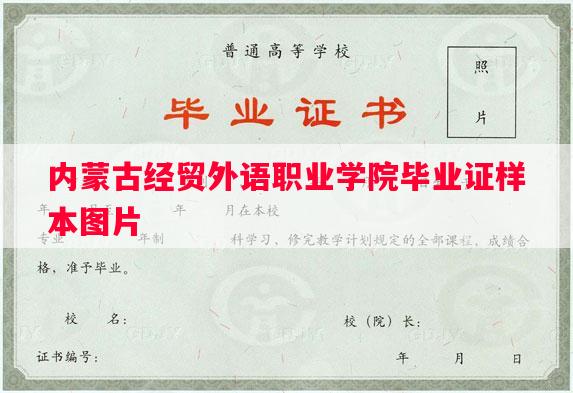 普通高等学校
照
片
毕业证书
内蒙古经贸外语职业学院毕业证样
本图片
年 年 月在本校
专业 年制 科学习，修完教学计划规定的全部课程，成绩合
格，准予毕业。
校 名：
校（院）长：
证书编号：
年 月 日